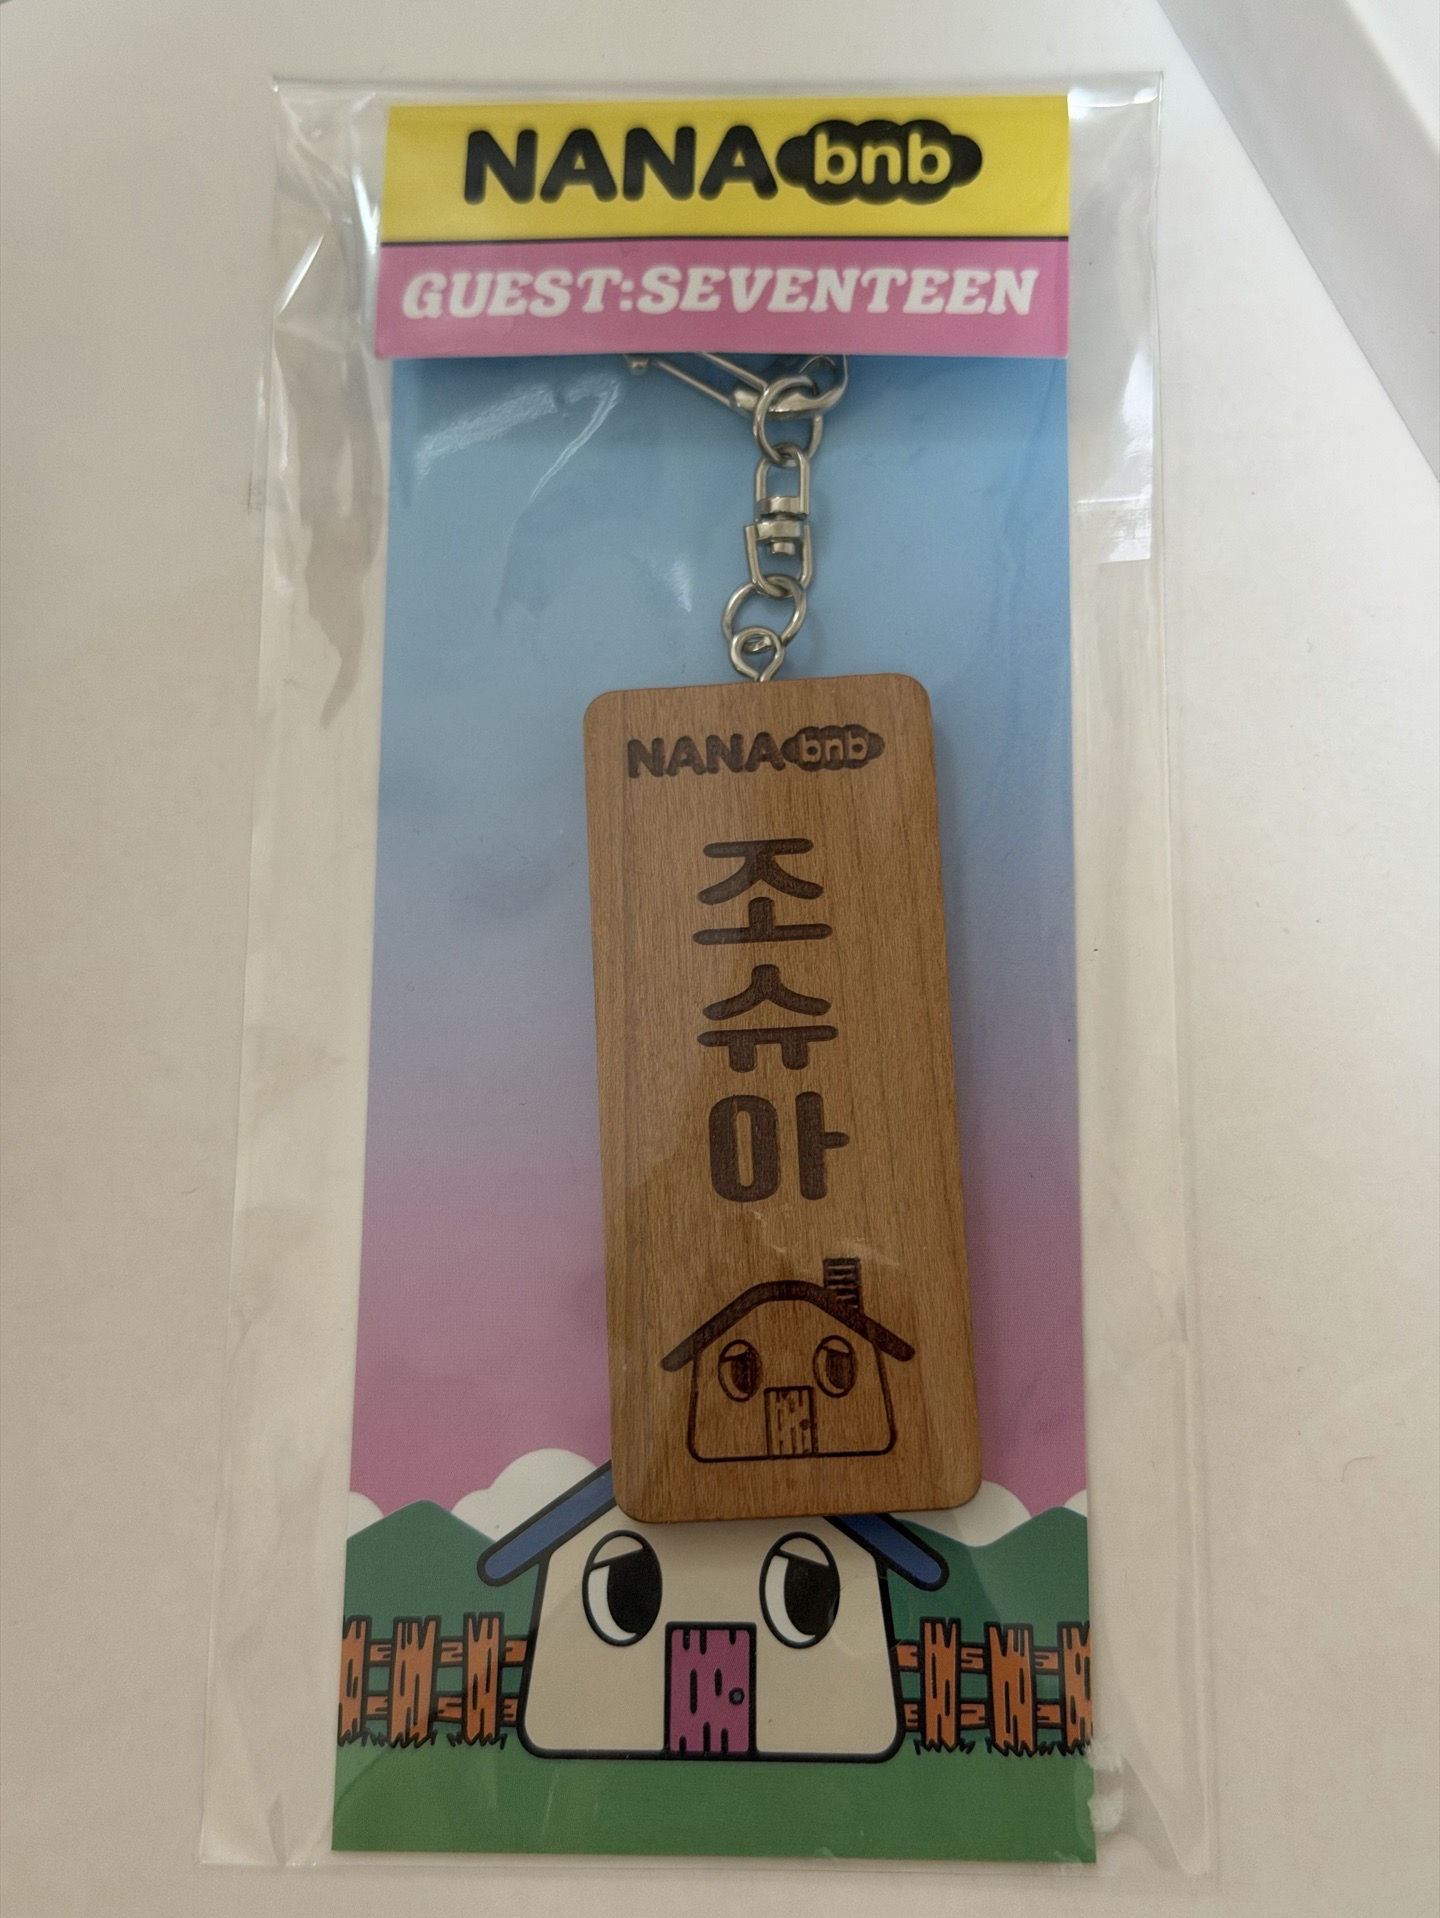 NANA bnb
GUEST:SEVENTEEN
NANA bnb
조
슈
아